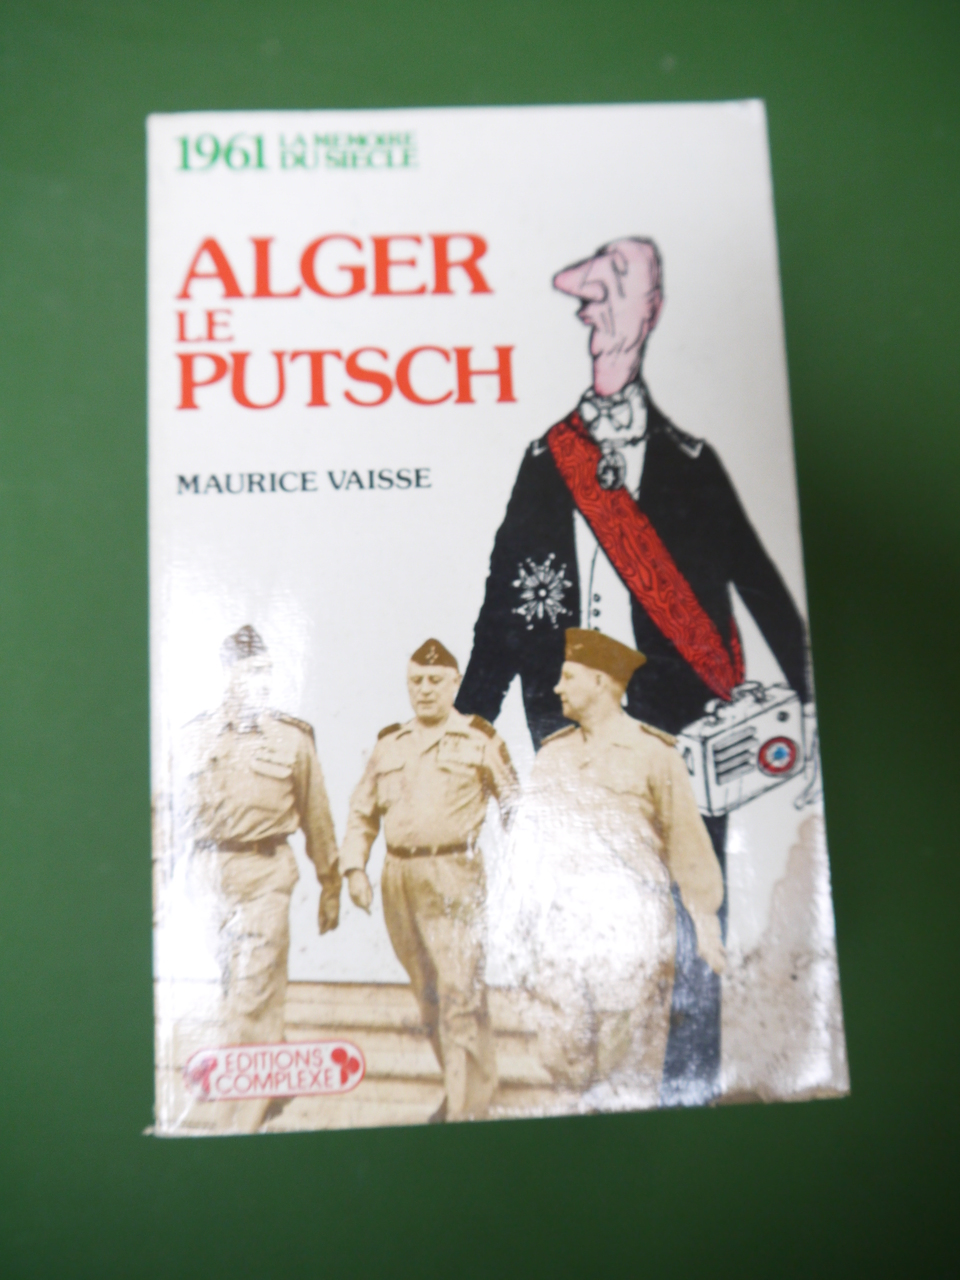 1961 LA MEMOIRE
DU SIECLE
ALGER
LE
PUTSCH
MAURICE VAISSE
EDITIONS
COMPLEXE